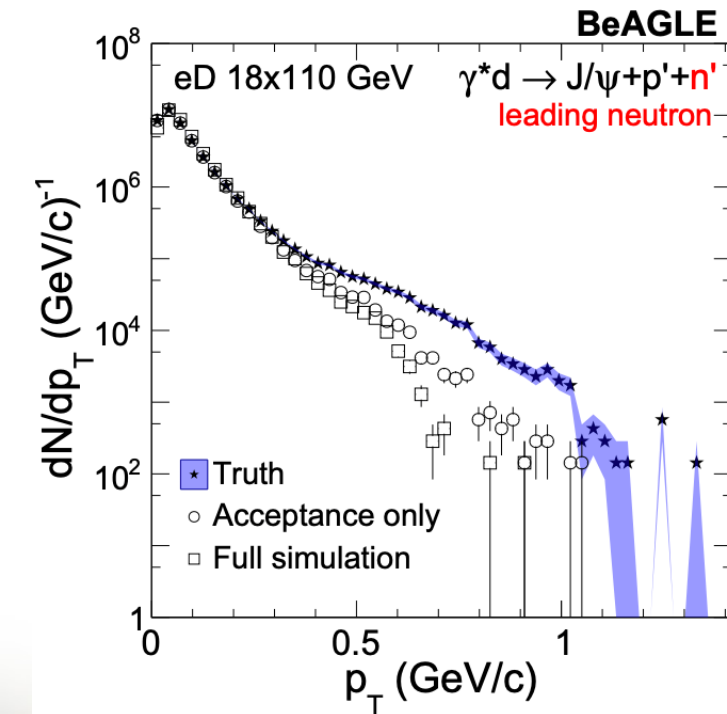 BeAGLE
eD 18x110 GeV γ*d → J/ψ+p'+n'
leading neutron
10⁸
10⁶
10⁴
10²
1
dN/dp_T (GeV/c)⁻¹
Truth
Acceptance only
Full simulation
0 0.5 1
p_T (GeV/c)